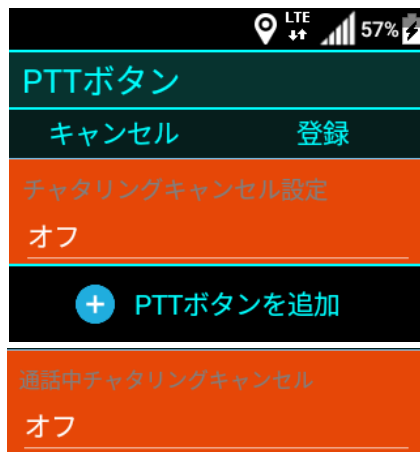 LTE 57%
PTTボタン
キャンセル 登録
チャタリングキャンセル設定
オフ
PTTボタンを追加
通話中チャタリングキャンセル
オフ